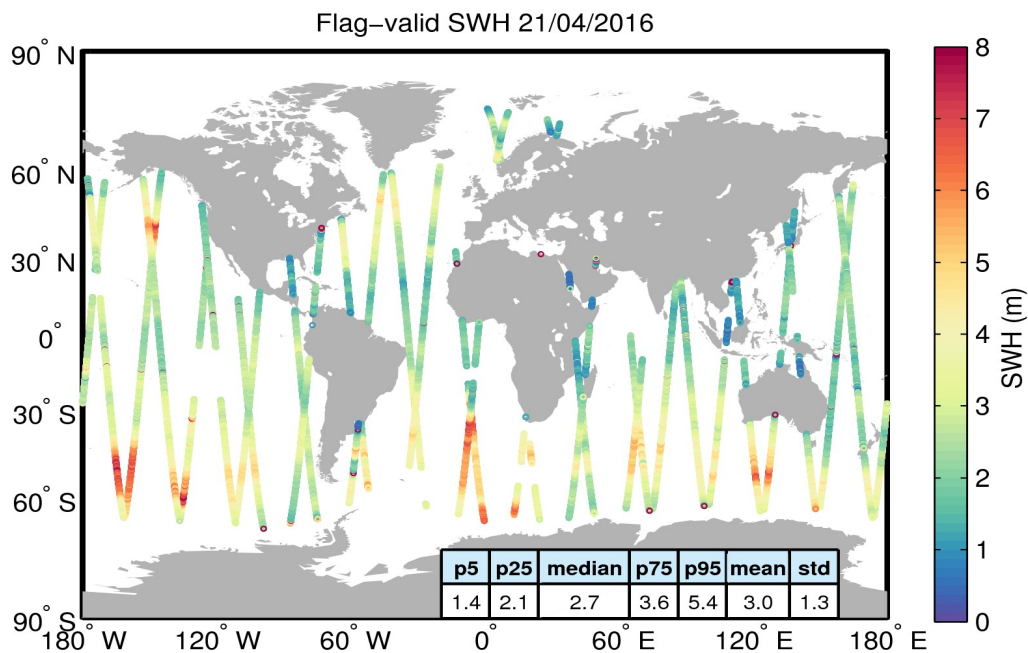 Flag−valid SWH 21/04/2016
90° N
60° N
30° N
0°
30° S
60° S
90° S
180° W
120° W
60° W
0°
60° E
120° E
180° E
p5 p25 median p75 p95 mean std
1.4 2.1 2.7 3.6 5.4 3.0 1.3
8
7
6
5
4
3
2
1
0
SWH (m)